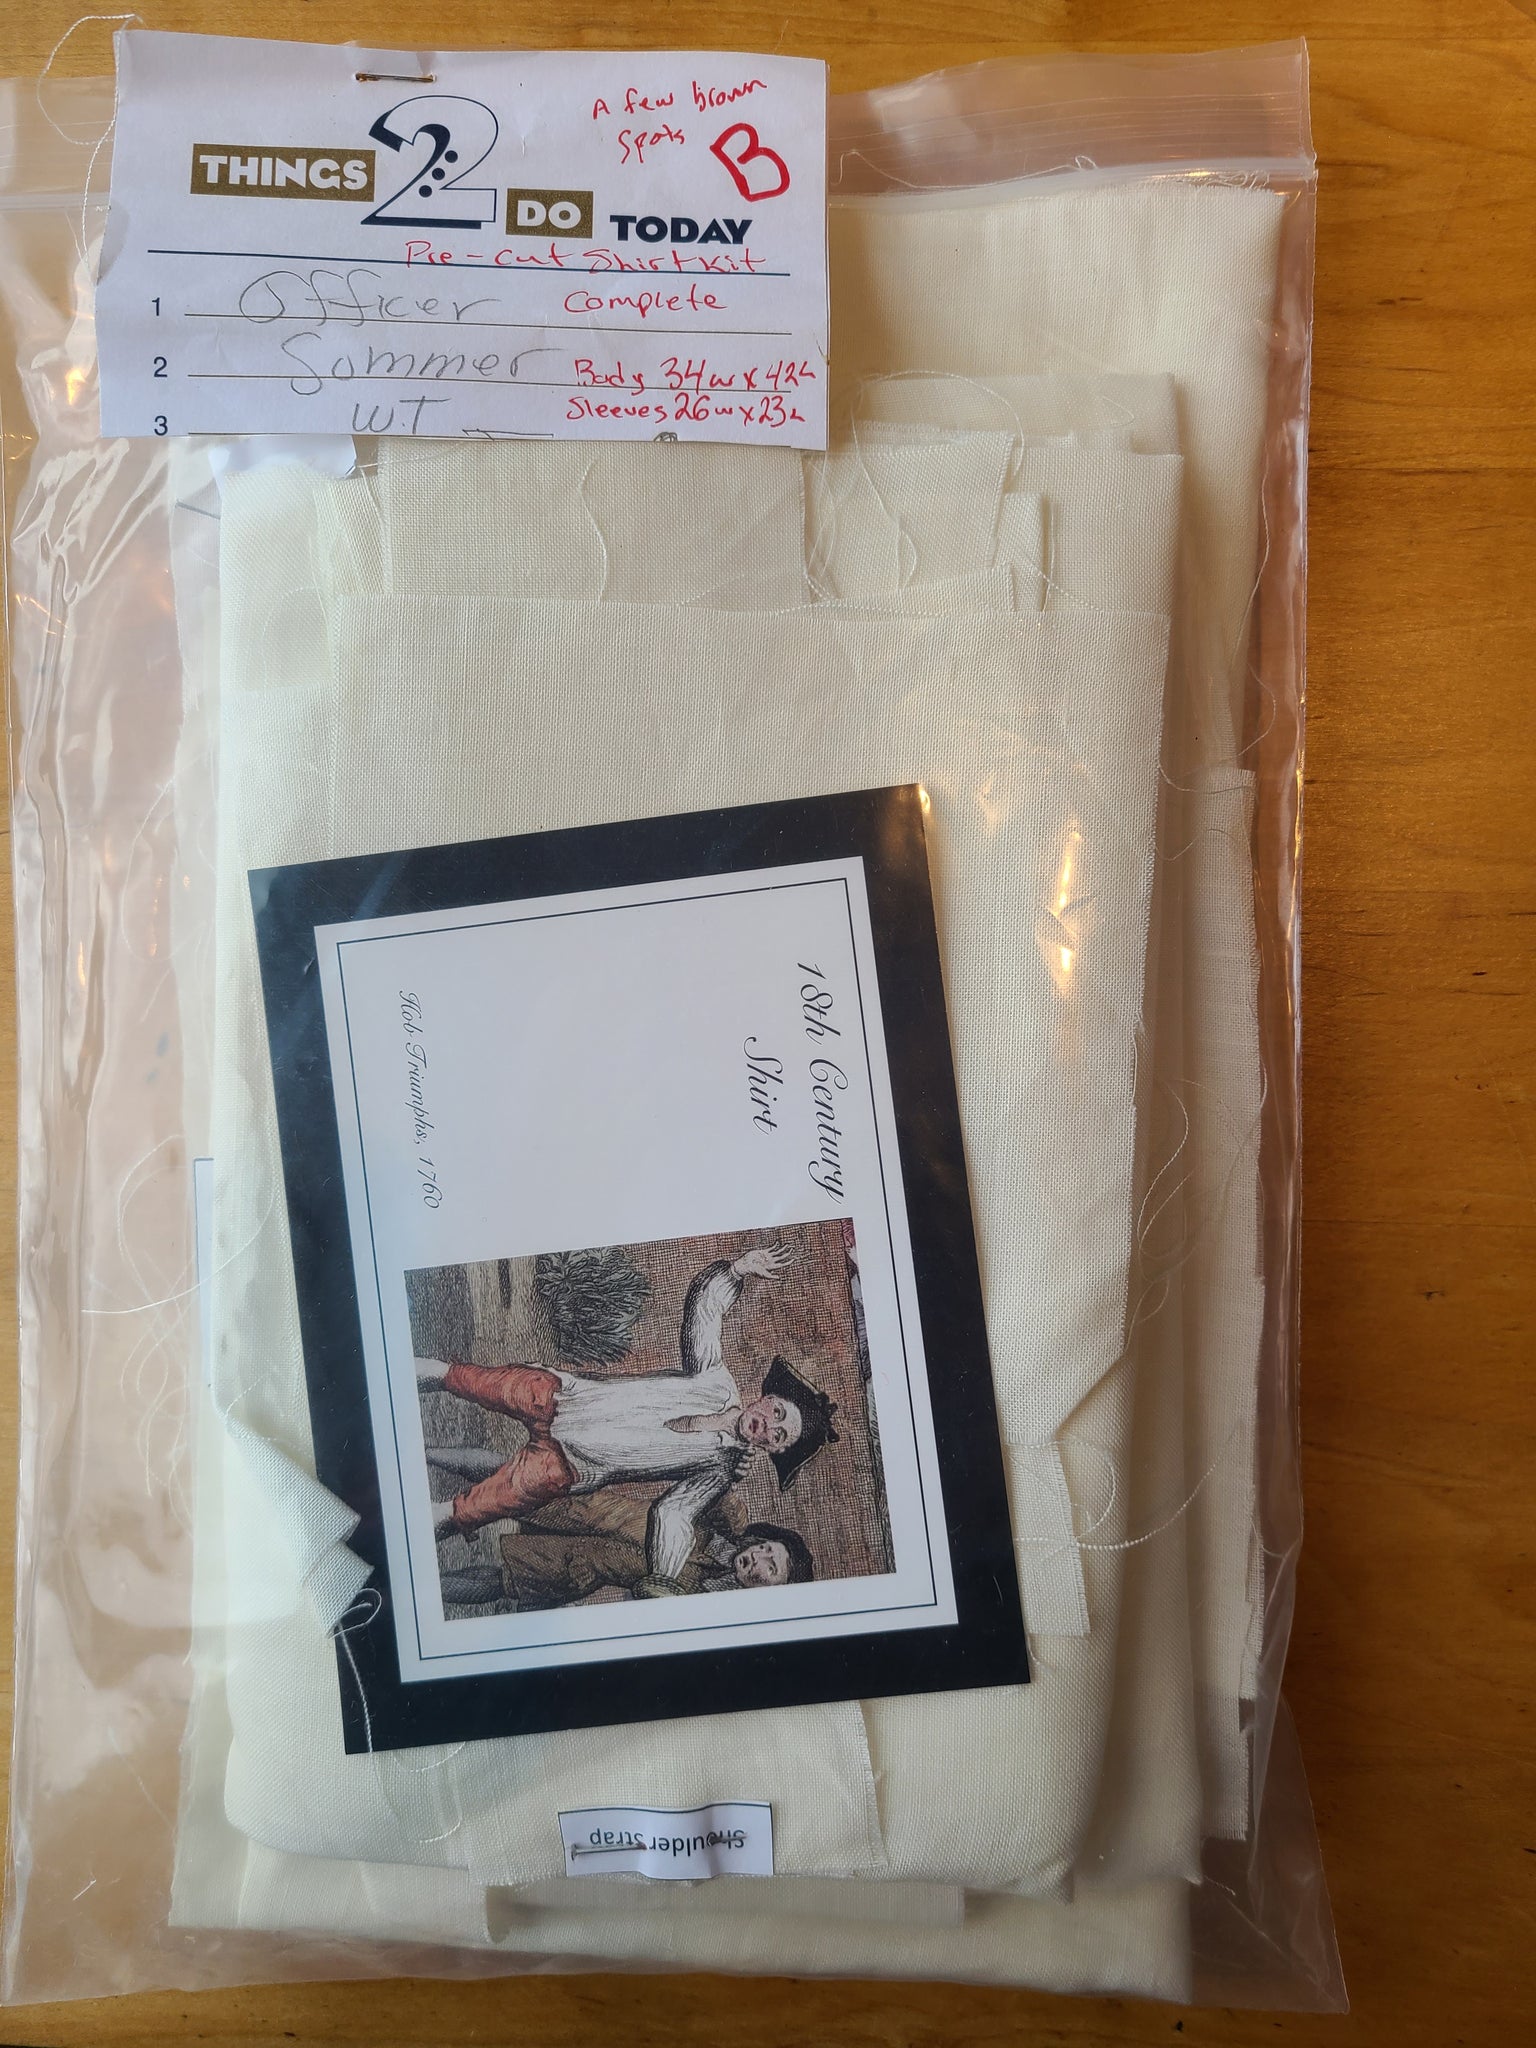 A few brown
spots
B
THINGS 2 DO TODAY
Pre-cut Shirt Kit
1 Officer Complete
2 Sommer Body 34w x 42L
3 W.T Sleeves 26w x 23L
18th Century
Shirt
Hob Triumphs, 1760
Shoulder strap